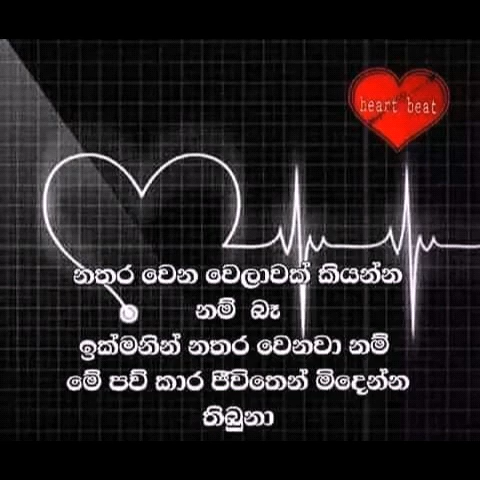 heart beat
නතර වෙන වෙලාවක් කියන්න
නම් බෑ
ඉක්මනින් නතර වෙනවා නම්
මේ පව් කාර ජීවිතෙන් මිදෙන්න
තිබුනා